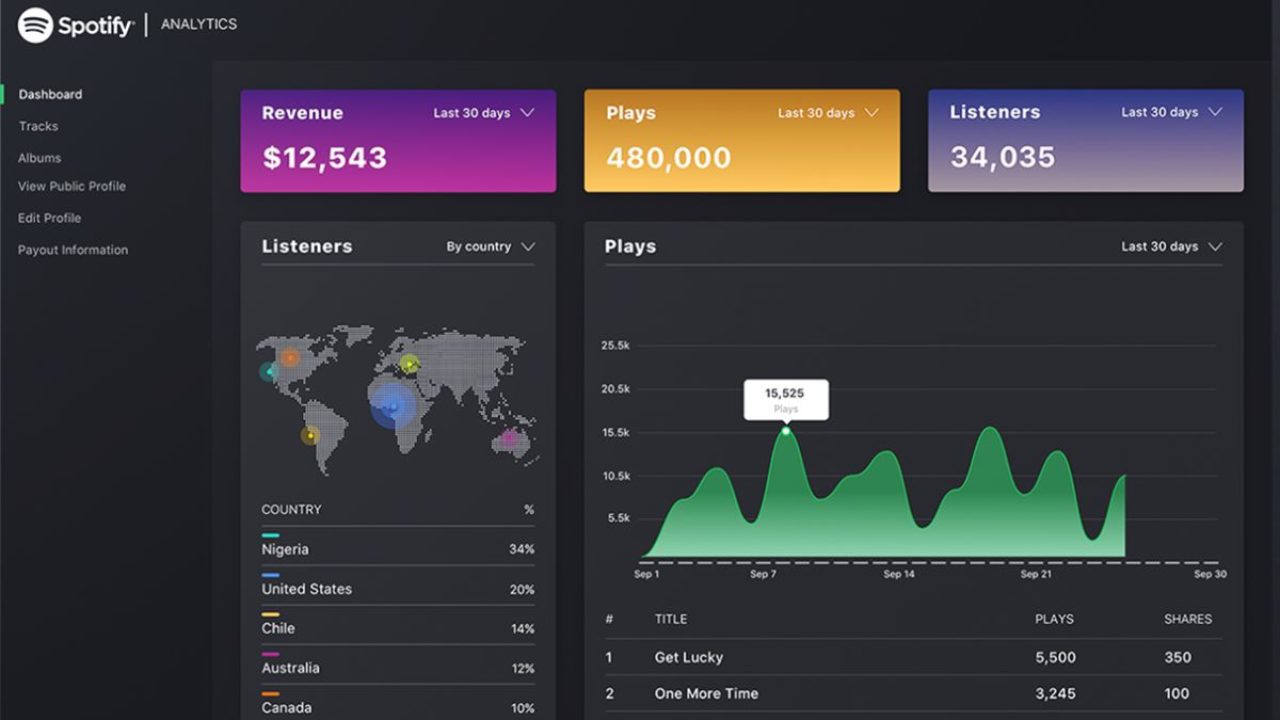 Spotify | ANALYTICS
Dashboard
Tracks
Albums
View Public Profile
Edit Profile
Payout Information
Revenue Last 30 days
$12,543
Plays Last 30 days
480,000
Listeners Last 30 days
34,035
Listeners By country
COUNTRY %
Nigeria 34%
United States 20%
Chile 14%
Australia 12%
Canada 10%
Plays Last 30 days
25.5k
20.5k
15.5k
10.5k
5.5k
15,525
Plays
Sep 1 Sep 7 Sep 14 Sep 21 Sep 30
# TITLE PLAYS SHARES
1 Get Lucky 5,500 350
2 One More Time 3,245 100